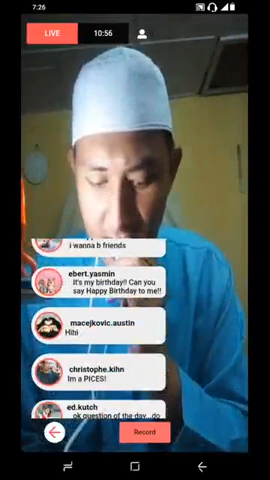 7:26
LIVE
10:56
i wanna b friends
ebert.yasmin
It's my birthday!! Can you
say Happy Birthday to me!!
macejkovic.austin
Hihi
christophe.kihn
Im a PICES!
ed.kutch
ok question of the day...do
Record